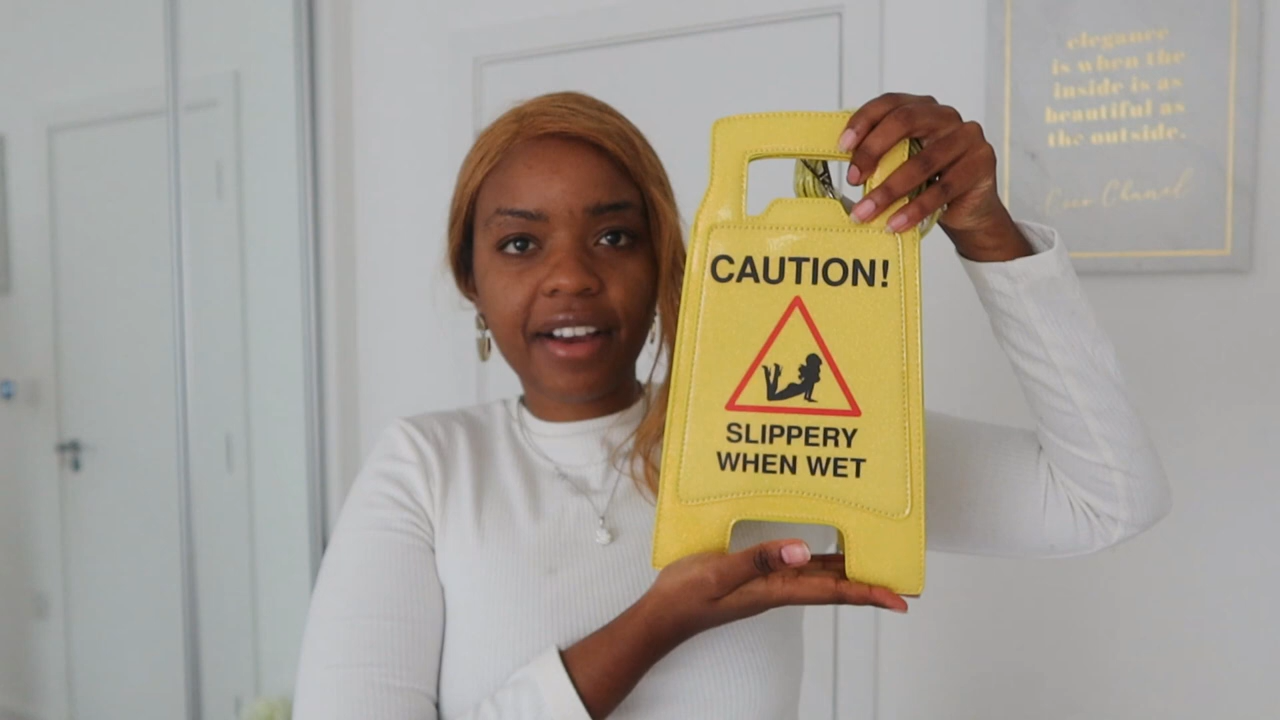 elegance
is when the
inside is as
beautiful as
the outside.
Coco Chanel
CAUTION!
SLIPPERY
WHEN WET